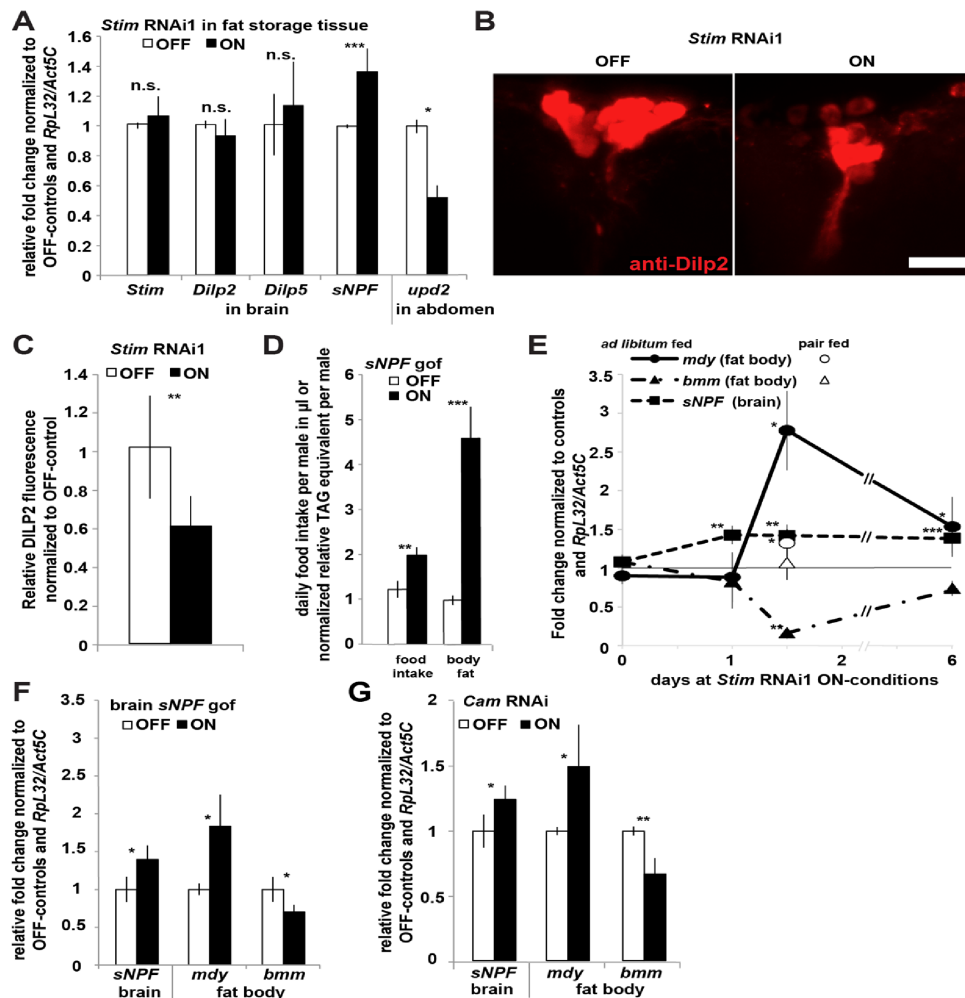 A
Stim RNAi1 in fat storage tissue
OFF ON
relative fold change normalized to
OFF-controls and RpL32/Act5C
1.6
1.4
1.2
1
0.8
0.6
0.4
0.2
0
n.s.
n.s.
n.s.
***
*
Stim Dilp2 Dilp5 sNPF upd2
in brain in abdomen
B
Stim RNAi1
OFF ON
anti-Dilp2
C
Stim RNAi1
OFF ON
Relative DILP2 fluorescence
normalized to OFF-control
1.4
1.2
1
0.8
0.6
0.4
0.2
0
**
D
sNPF gof
OFF
ON
daily food intake per male in µl or
normalized relative TAG equivalent per male
6
5
4
3
2
1
0
**
***
food
intake
body
fat
E
ad libitum fed pair fed
mdy (fat body)
bmm (fat body)
sNPF (brain)
Fold change normalized to controls
and RpL32/Act5C
3.5
3
2.5
2
1.5
1
0.5
0
*
**
**
*
**
*
***
//
//
//
//
0 1 2 6
days at Stim RNAi1 ON-conditions
F
brain sNPF gof
OFF ON
relative fold change normalized to
OFF-controls and RpL32/Act5C
3.5
3
2.5
2
1.5
1
0.5
0
*
*
*
sNPF mdy bmm
brain fat body
G
Cam RNAi
OFF ON
relative fold change normalized to
OFF-controls and RpL32/Act5C
2
1.5
1
0.5
0
*
*
**
sNPF mdy bmm
brain fat body